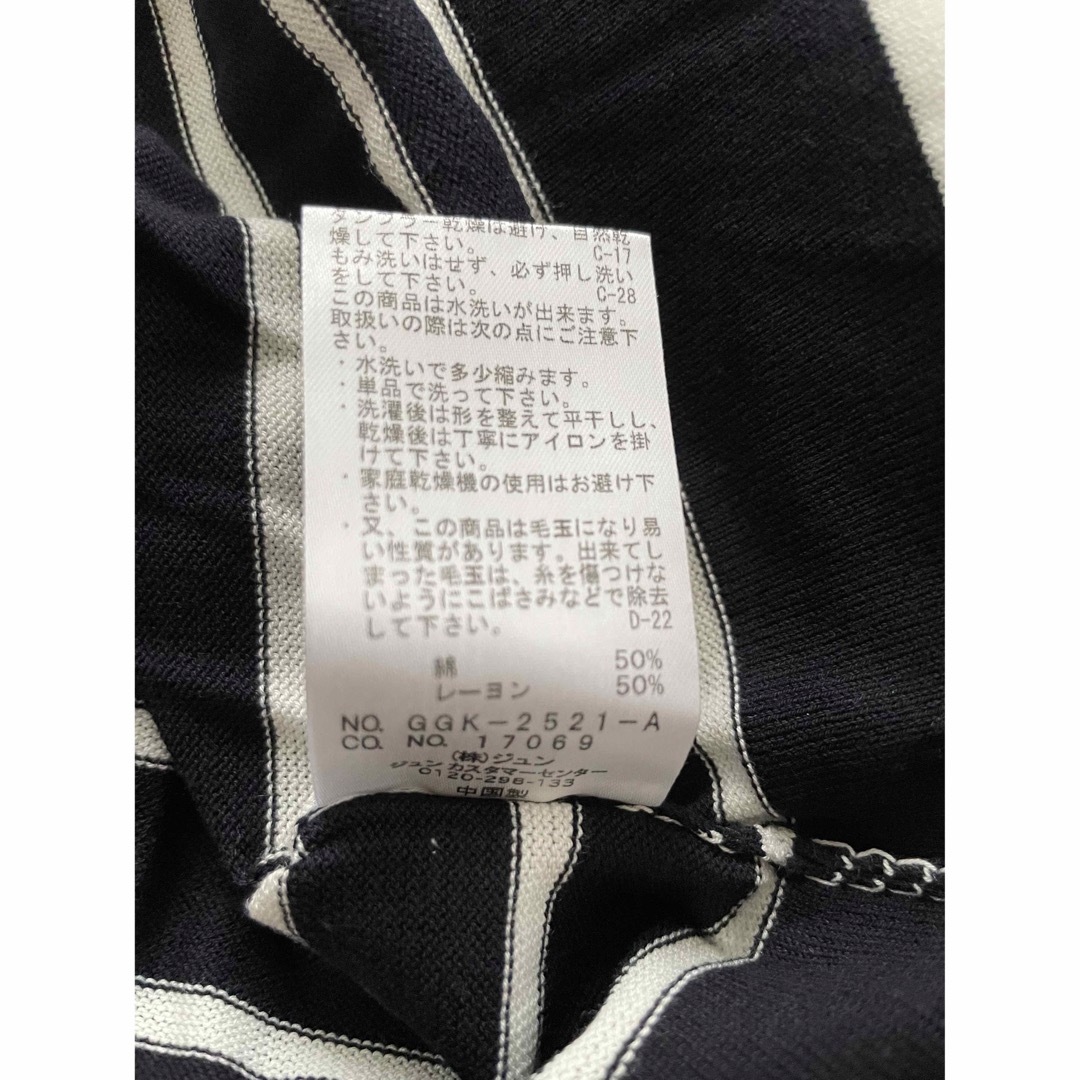 タンブラー乾燥は避け、自然乾
燥して下さい。 C-17
もみ洗いはせず、必ず押し洗い
をして下さい。 C-28
この商品は水洗いが出来ます。
取扱いの際は次の点にご注意下
さい。
・水洗いで多少縮みます。
・単品で洗って下さい。
・洗濯後は形を整えて平干しし、
乾燥後は丁寧にアイロンを掛
けて下さい。
・家庭乾燥機の使用はお避け下
さい。
・又、この商品は毛玉になり易
い性質があります。出来てし
まった毛玉は、糸を傷つけな
いようにこばさみなどで除去
して下さい。 D-22
綿 50%
レーヨン 50%
NO. GGK-2521-A
CO. NO. 17069
(株)ジュン
ジュン カスタマーセンター
0120-298-133
中国製